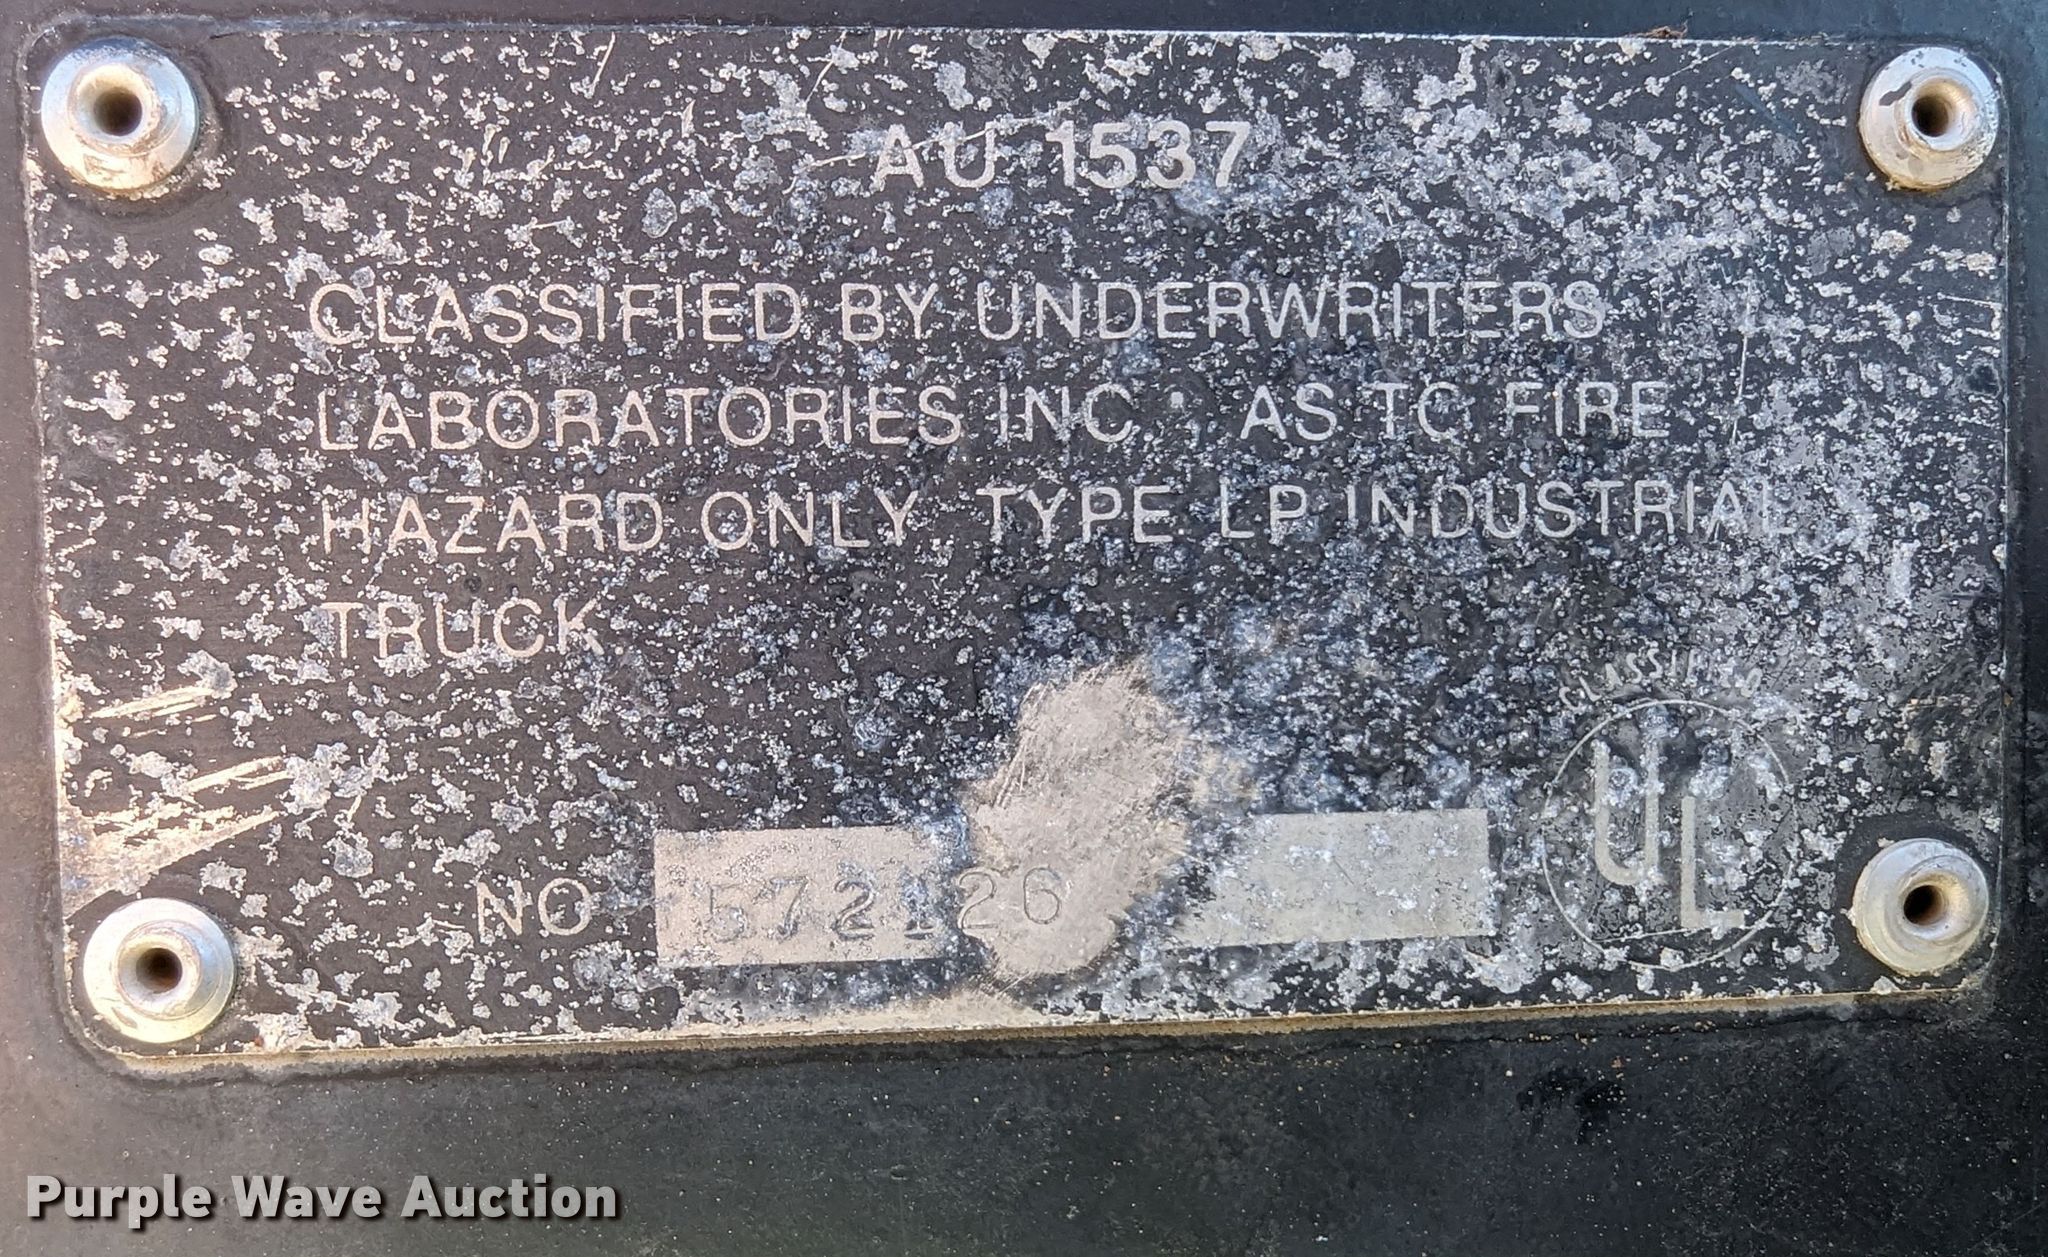 AU 1537
CLASSIFIED BY UNDERWRITERS
LABORATORIES INC. AS TO FIRE
HAZARD ONLY. TYPE LP INDUSTRIAL
TRUCK
CLASSIFIED
UL
NO. 572126
Purple Wave Auction